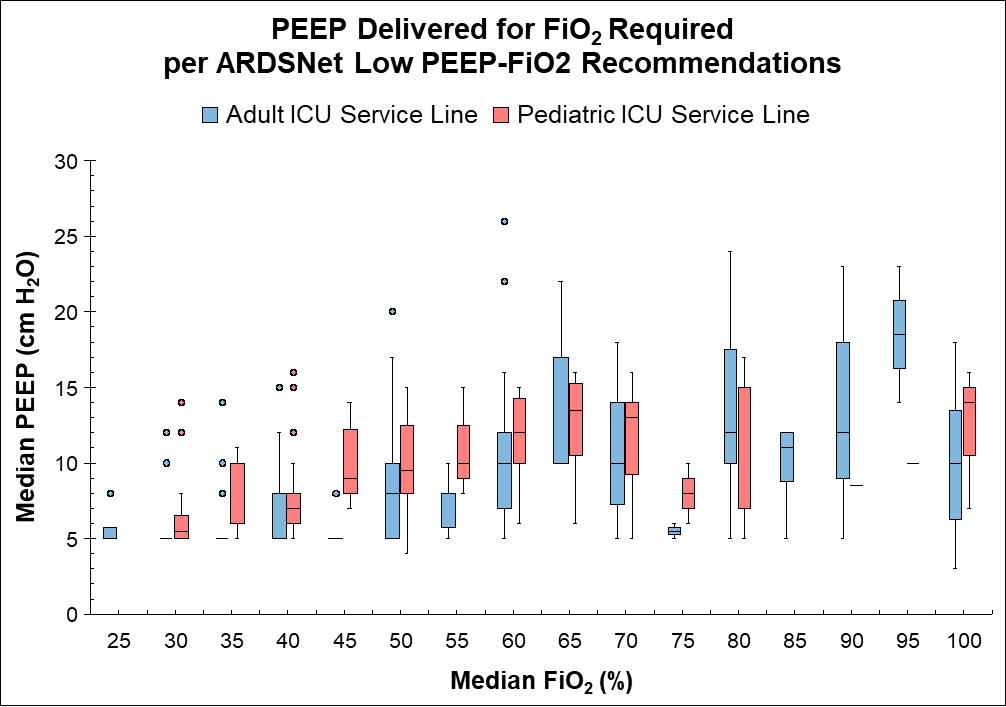 PEEP Delivered for FiO₂ Required
per ARDSNet Low PEEP-FiO2 Recommendations
Adult ICU Service Line Pediatric ICU Service Line
30
25
20
15
10
5
0
Median PEEP (cm H₂O)
25 30 35 40 45 50 55 60 65 70 75 80 85 90 95 100
Median FiO₂ (%)